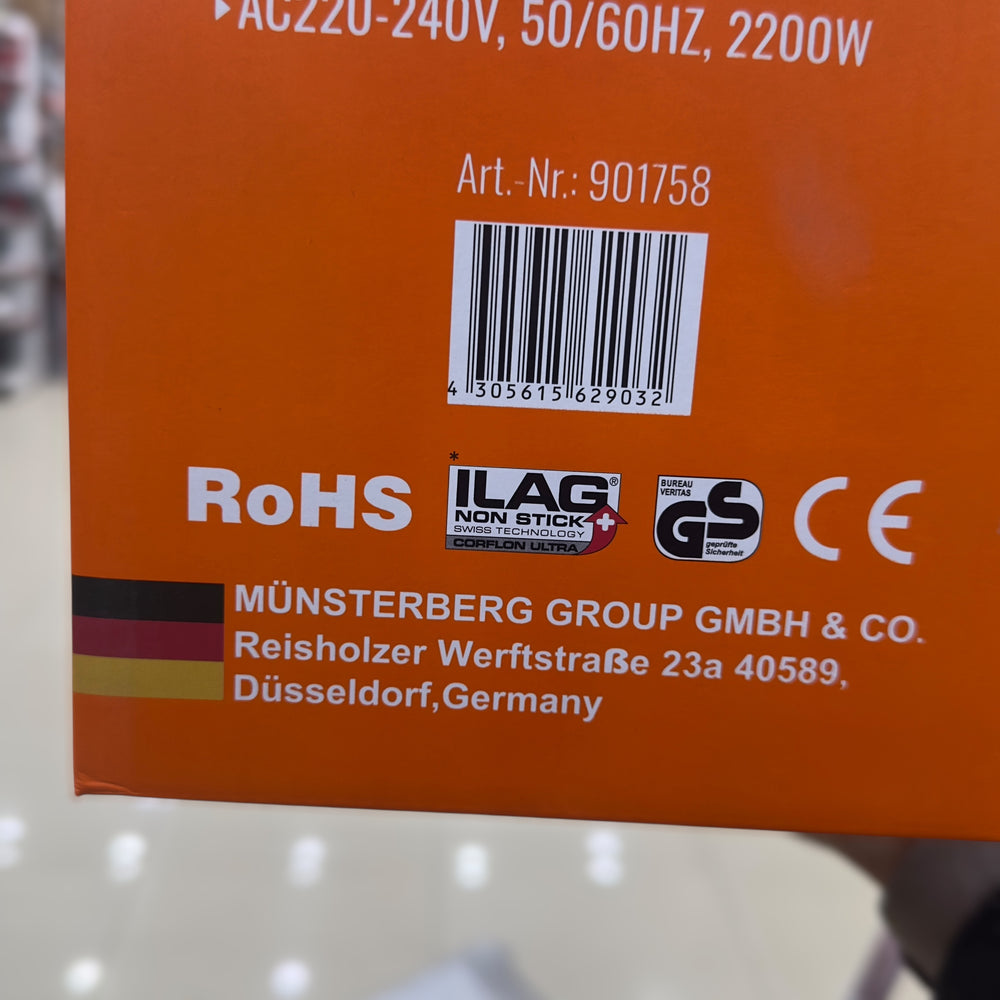 ▸AC220-240V, 50/60HZ, 2200W
Art.-Nr.: 901758
4 305615 629032
*
RoHS
ILAG®
NON STICK
SWISS TECHNOLOGY
CORFLON ULTRA
BUREAU
VERITAS
GS
geprüfte
Sicherheit
CE
MÜNSTERBERG GROUP GMBH & CO.
Reisholzer Werftstraße 23a 40589,
Düsseldorf,Germany